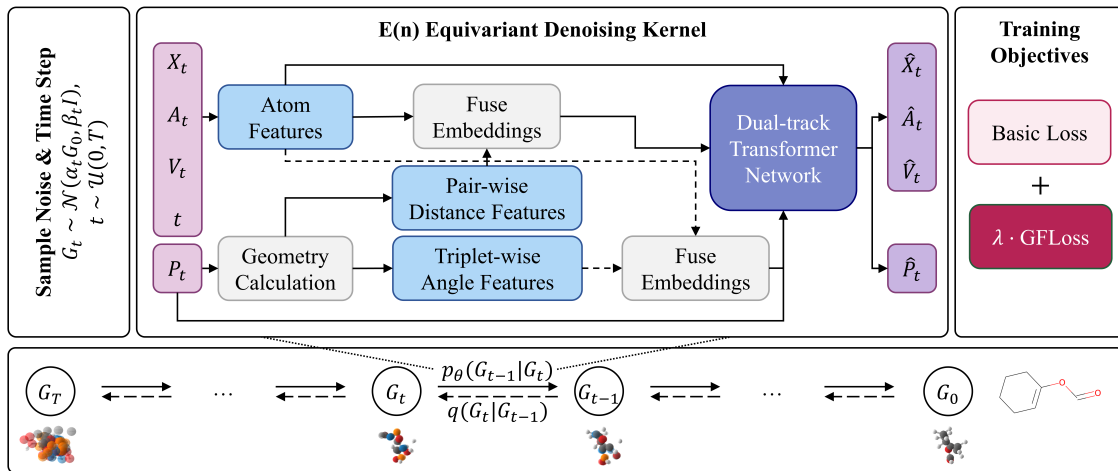 Sample Noise & Time Step
G_t ~ 𝒩(α_t G_0, β_t I),
t ~ 𝒰(0, T)
E(n) Equivariant Denoising Kernel
X_t
A_t
V_t
t
P_t
Atom
Features
Fuse
Embeddings
Pair-wise
Distance Features
Geometry
Calculation
Triplet-wise
Angle Features
Fuse
Embeddings
Dual-track
Transformer
Network
X̂_t
Â_t
V̂_t
P̂_t
Training
Objectives
Basic Loss
+
λ · GFLoss
G_T
...
G_t
p_θ(G_{t-1}|G_t)
q(G_t|G_{t-1})
G_{t-1}
...
G_0
O
O